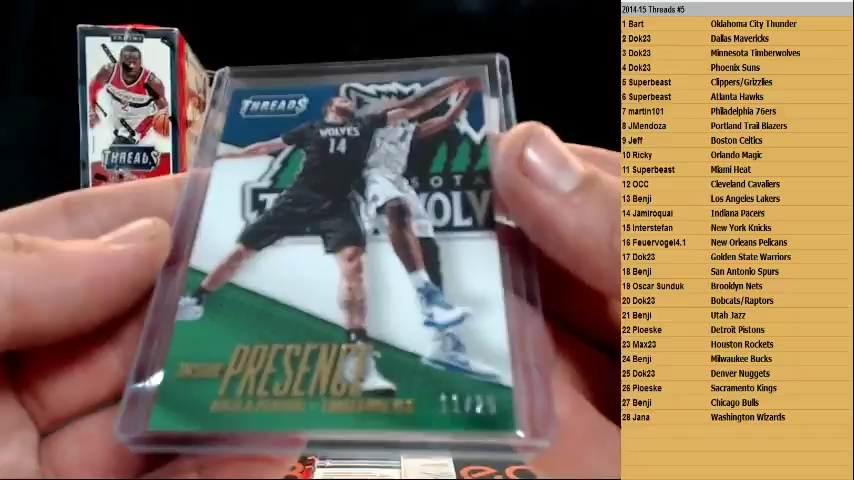 THREADS
WOLVES
14
PRESENCE
PANINI
THREADS
2014-15 Threads #5
1 Bart Oklahoma City Thunder
2 Dok23 Dallas Mavericks
3 Dok23 Minnesota Timberwolves
4 Dok23 Phoenix Suns
5 Superbeast Clippers/Grizzlies
6 Superbeast Atlanta Hawks
7 martin101 Philadelphia 76ers
8 JMendoza Portland Trail Blazers
9 Jeff Boston Celtics
10 Ricky Orlando Magic
11 Superbeast Miami Heat
12 OCC Cleveland Cavaliers
13 Benji Los Angeles Lakers
14 Jamiroquai Indiana Pacers
15 Interstefan New York Knicks
16 Feuervogel4.1 New Orleans Pelicans
17 Dok23 Golden State Warriors
18 Benji San Antonio Spurs
19 Oscar Sunduk Brooklyn Nets
20 Dok23 Bobcats/Raptors
21 Benji Utah Jazz
22 Ploeske Detroit Pistons
23 Max23 Houston Rockets
24 Benji Milwaukee Bucks
25 Dok23 Denver Nuggets
26 Ploeske Sacramento Kings
27 Benji Chicago Bulls
28 Jana Washington Wizards